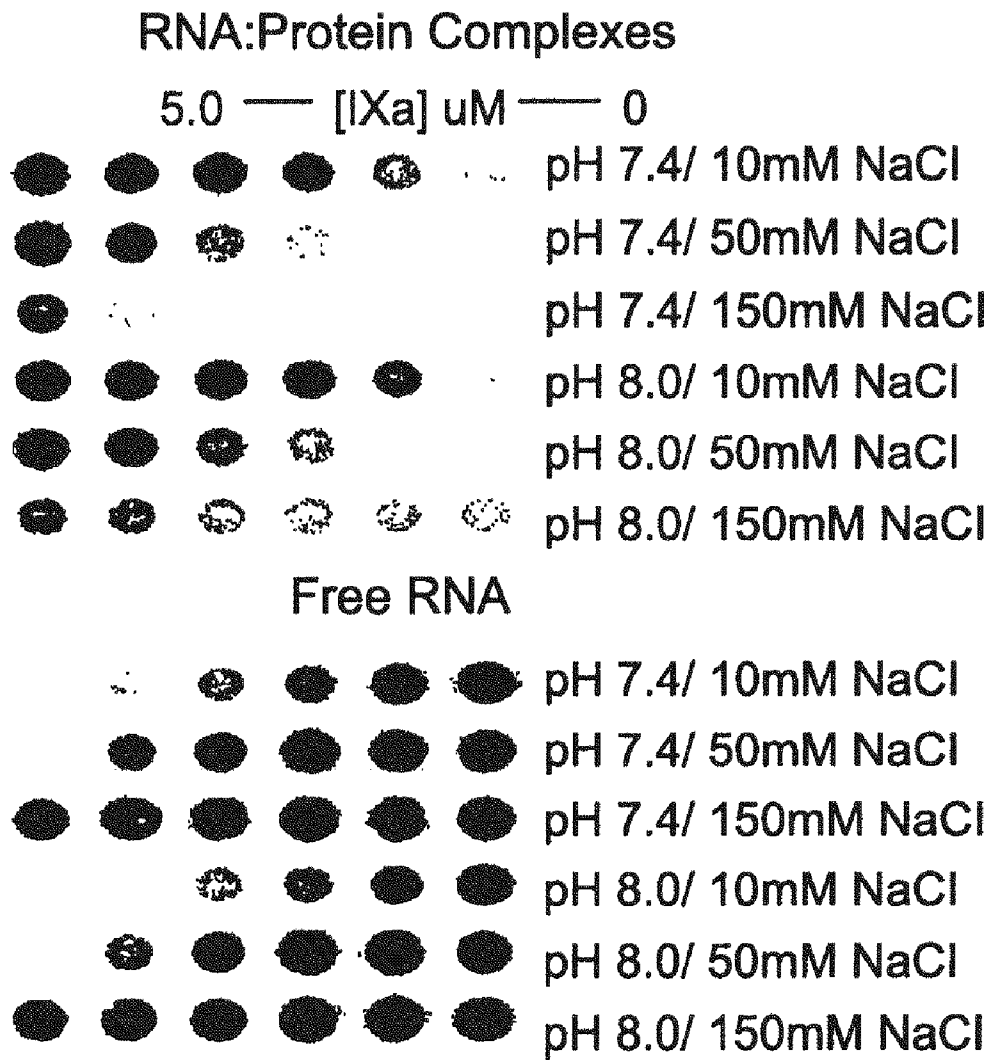 RNA:Protein Complexes
5.0 — [IXa] uM — 0
pH 7.4/ 10mM NaCl
pH 7.4/ 50mM NaCl
pH 7.4/ 150mM NaCl
pH 8.0/ 10mM NaCl
pH 8.0/ 50mM NaCl
pH 8.0/ 150mM NaCl
Free RNA
pH 7.4/ 10mM NaCl
pH 7.4/ 50mM NaCl
pH 7.4/ 150mM NaCl
pH 8.0/ 10mM NaCl
pH 8.0/ 50mM NaCl
pH 8.0/ 150mM NaCl